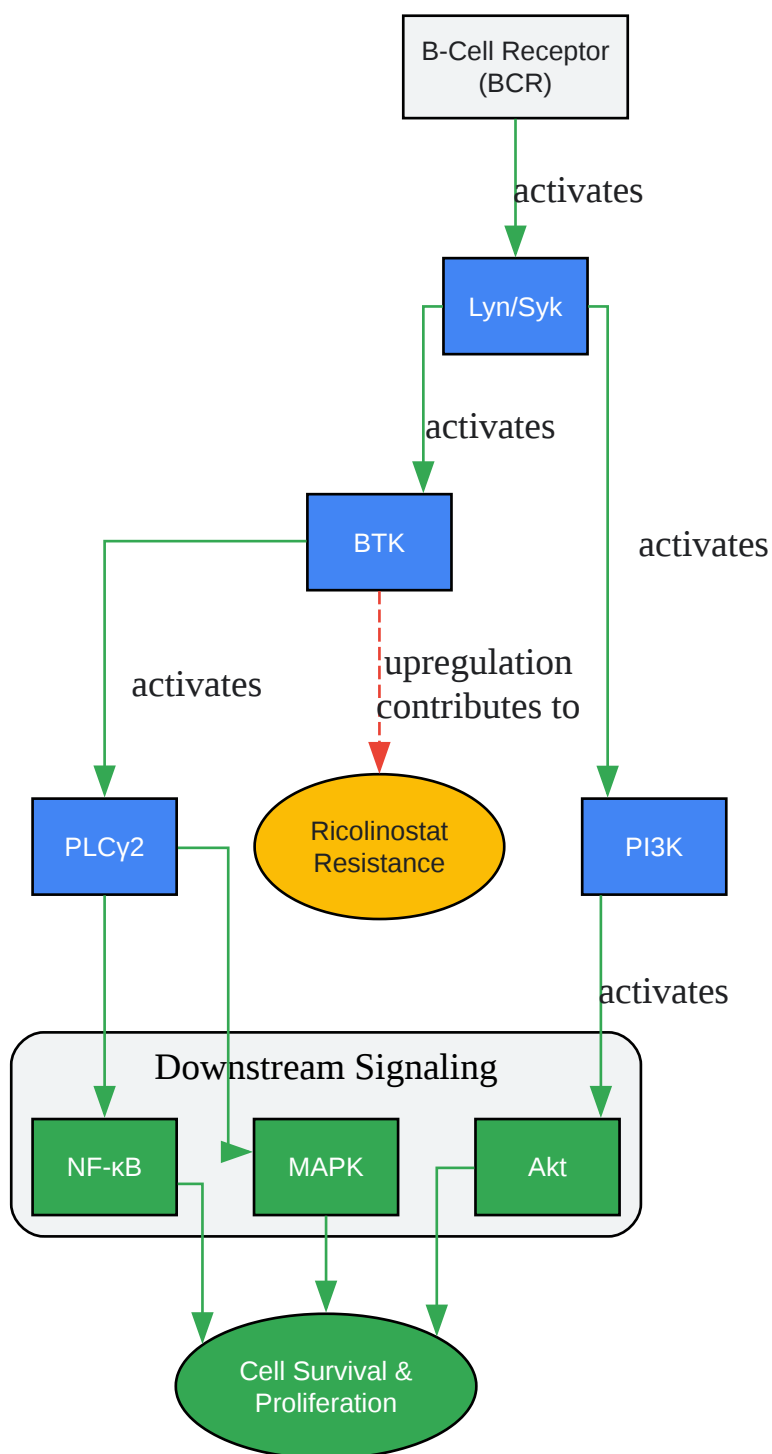 B-Cell Receptor
(BCR)
activates
Lyn/Syk
activates
BTK
activates
activates
upregulation
contributes to
PLCγ2
Ricolinostat
Resistance
PI3K
activates
Downstream Signaling
NF-κB
MAPK
Akt
Cell Survival &
Proliferation